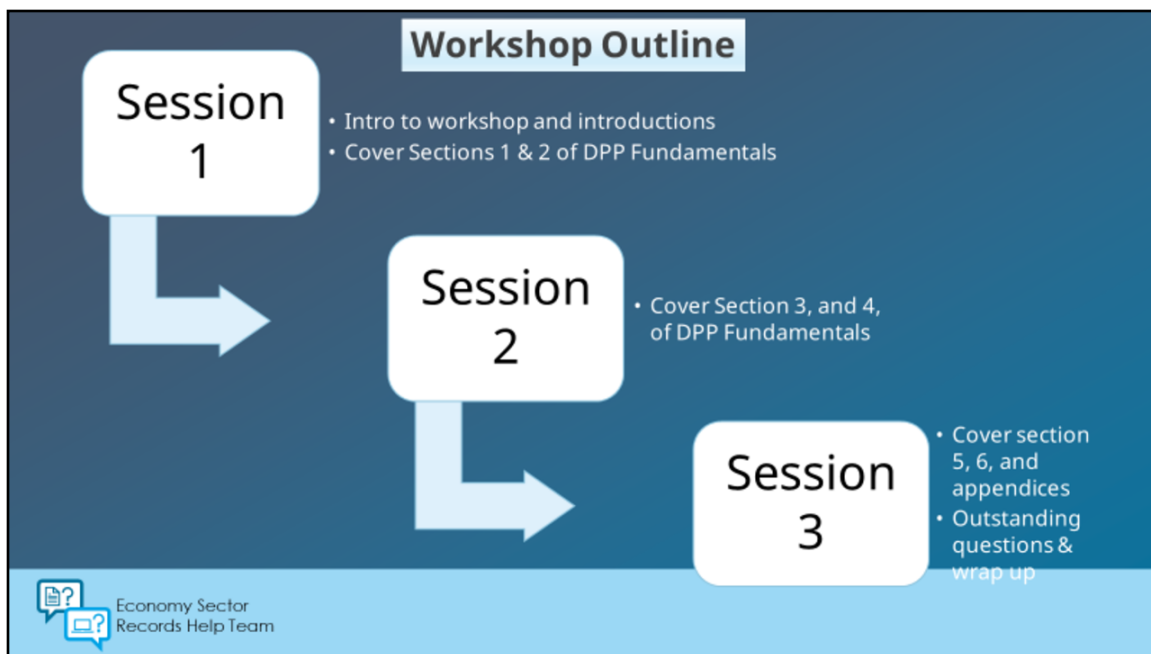 Workshop Outline
Session
1
• Intro to workshop and introductions
• Cover Sections 1 & 2 of DPP Fundamentals
Session
2
• Cover Section 3, and 4,
of DPP Fundamentals
Session
3
• Cover section
5, 6, and
appendices
• Outstanding
questions &
wrap up
?
?
Economy Sector
Records Help Team